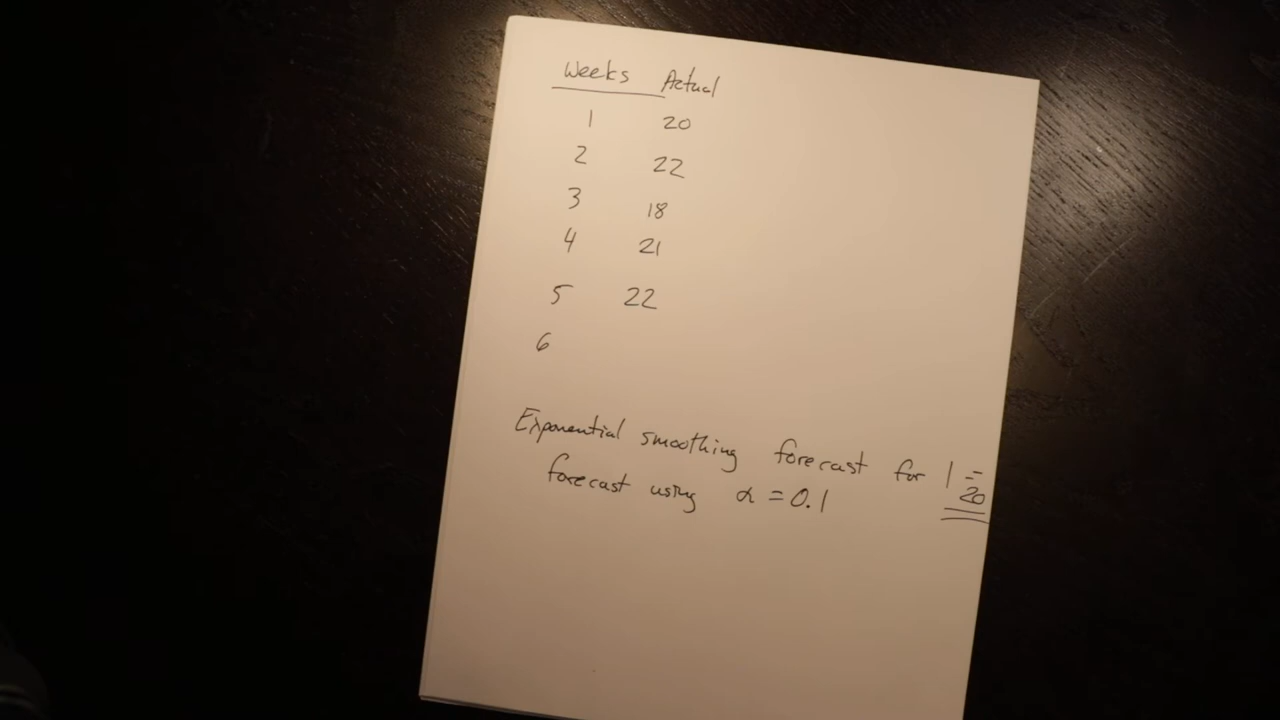 Weeks Actual
1 20
2 22
3 18
4 21
5 22
6
Exponential smoothing forecast for 1 =
20
forecast using α = 0.1